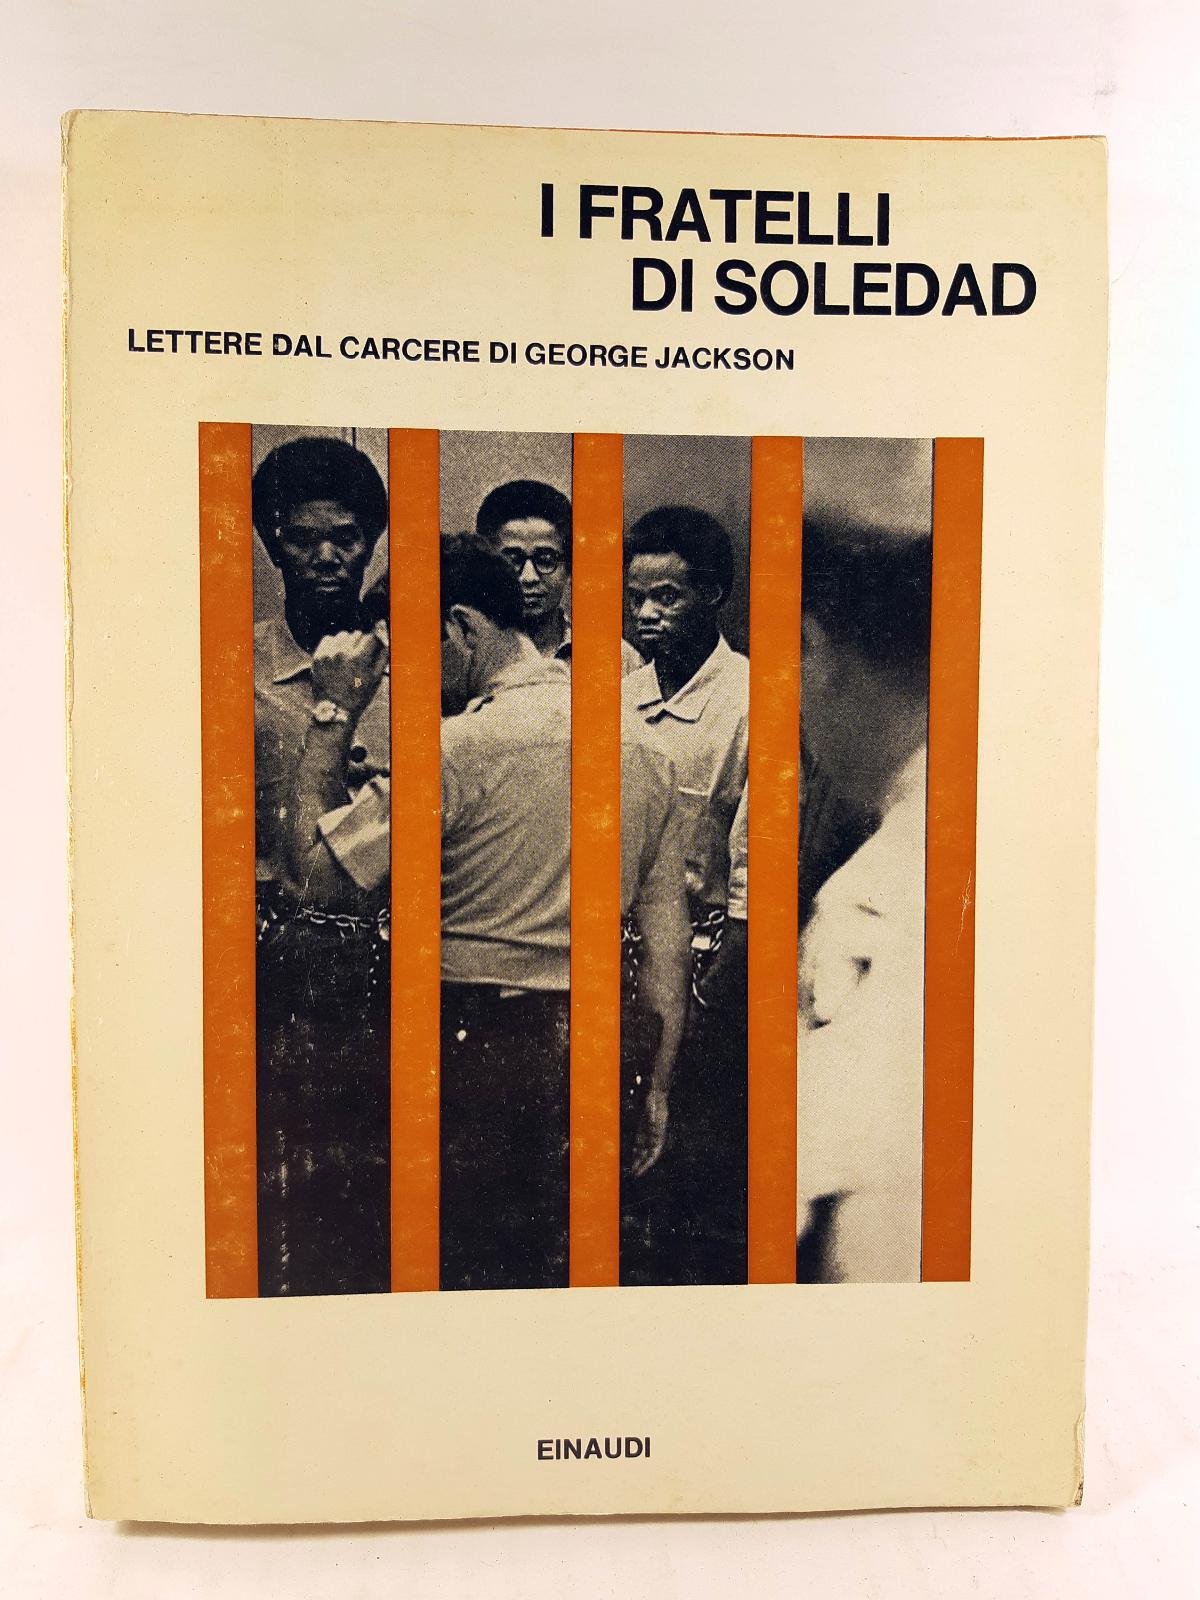 I FRATELLI
DI SOLEDAD
LETTERE DAL CARCERE DI GEORGE JACKSON
EINAUDI